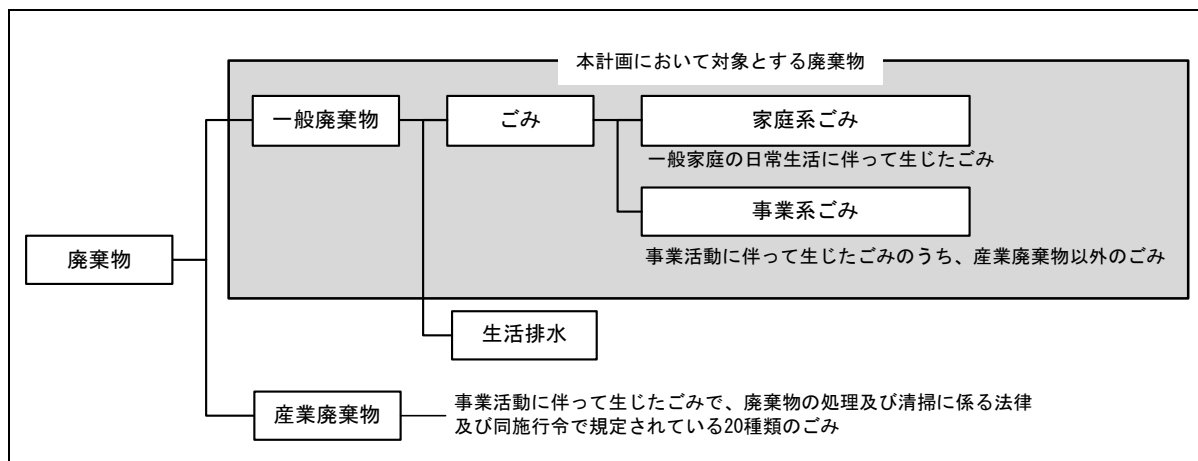 本計画において対象とする廃棄物
一般廃棄物
ごみ
家庭系ごみ
一般家庭の日常生活に伴って生じたごみ
事業系ごみ
事業活動に伴って生じたごみのうち、産業廃棄物以外のごみ
廃棄物
生活排水
産業廃棄物
事業活動に伴って生じたごみで、廃棄物の処理及び清掃に係る法律
及び同施行令で規定されている20種類のごみ